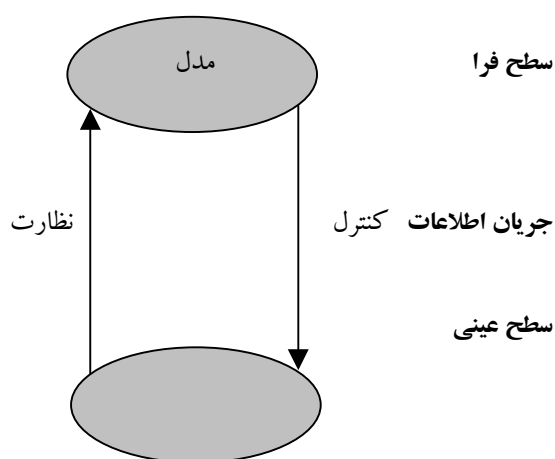 سطح فرا مدل
جریان اطلاعات کنترل نظارت
سطح عینی